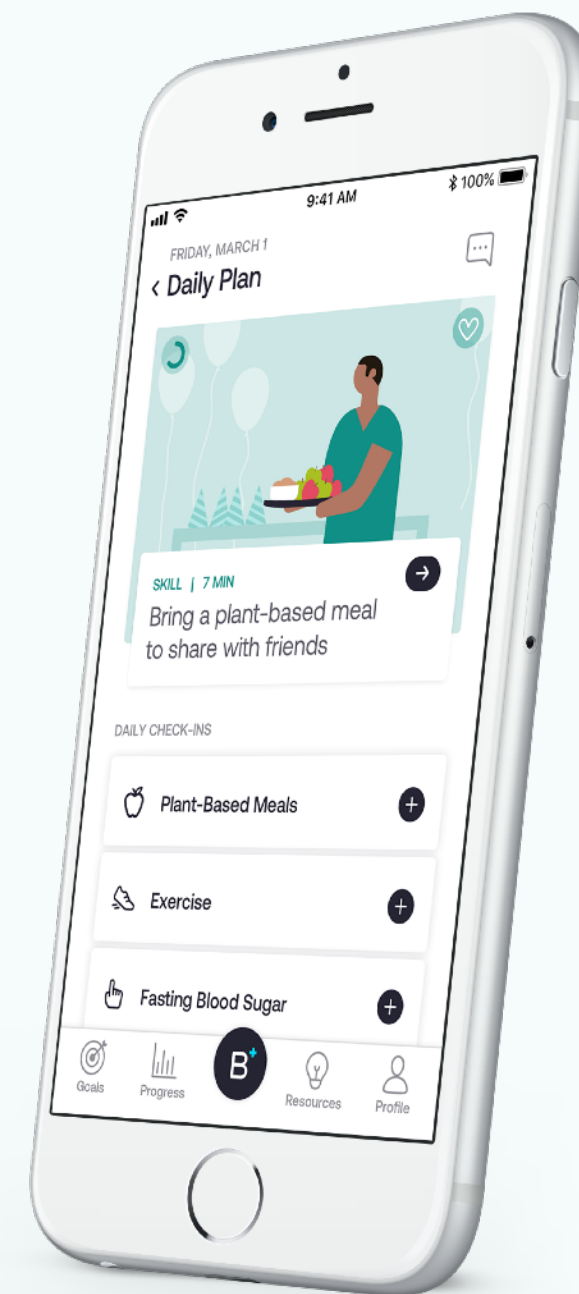 9:41 AM
100%
FRIDAY, MARCH 1
< Daily Plan
SKILL | 7 MIN
Bring a plant-based meal
to share with friends
DAILY CHECK-INS
Plant-Based Meals
Exercise
Fasting Blood Sugar
B+
Goals
Progress
Resources
Profile